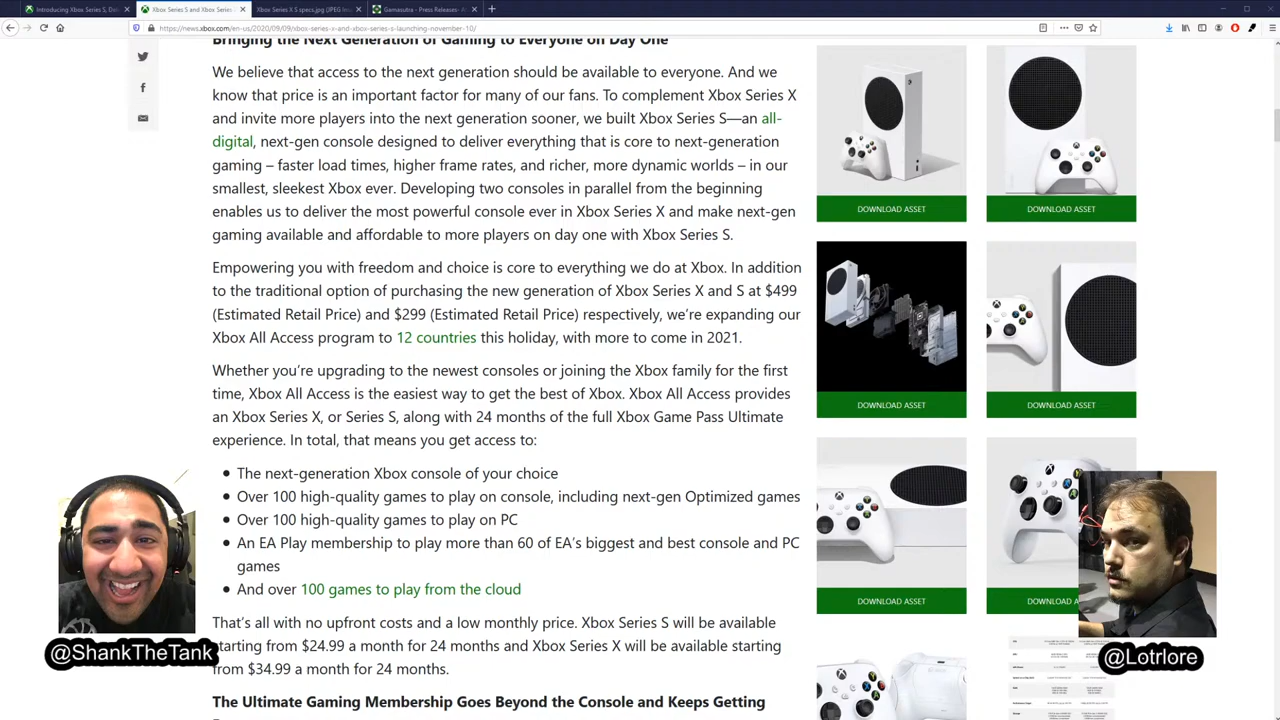 Introducing Xbox Series S, De
Xbox Series S and Xbox Series
Xbox Series X S specs.jpg (JPEG Im
Gamasutra - Press Releases - A
https://news.xbox.com/en-us/2020/09/09/xbox-series-x-and-xbox-series-s-launching-november-10/
Bringing the Next Generation of Gaming to Everyone on Day One
We believe that access to the next generation should be available to everyone. And we
know that price is an important factor for many of our fans. To complement Xbox Series X
and invite more players into the next generation sooner, we built Xbox Series S—an all-
digital, next-gen console designed to deliver everything that is core to next-generation
gaming – faster load times, higher frame rates, and richer, more dynamic worlds – in our
smallest, sleekest Xbox ever. Developing two consoles in parallel from the beginning
enables us to deliver the most powerful console ever in Xbox Series X and make next-gen
gaming available and affordable to more players on day one with Xbox Series S.
Empowering you with freedom and choice is core to everything we do at Xbox. In addition
to the traditional option of purchasing the new generation of Xbox Series X and S at $499
(Estimated Retail Price) and $299 (Estimated Retail Price) respectively, we're expanding our
Xbox All Access program to 12 countries this holiday, with more to come in 2021.
Whether you're upgrading to the newest consoles or joining the Xbox family for the first
time, Xbox All Access is the easiest way to get the best of Xbox. Xbox All Access provides
an Xbox Series X, or Series S, along with 24 months of the full Xbox Game Pass Ultimate
experience. In total, that means you get access to:
The next-generation Xbox console of your choice
Over 100 high-quality games to play on console, including next-gen Optimized games
Over 100 high-quality games to play on PC
An EA Play membership to play more than 60 of EA's biggest and best console and PC
games
And over 100 games to play from the cloud
That's all with no upfront costs and a low monthly price. Xbox Series S will be available
starting from $24.99 a month for 24 months and Xbox Series X will be available starting
from $34.99 a month for 24 months.
The Ultimate Gaming Membership Goes Beyond the Console and Keeps Getting
DOWNLOAD ASSET
DOWNLOAD ASSET
DOWNLOAD ASSET
DOWNLOAD ASSET
DOWNLOAD ASSET
DOWNLOAD A
@ShankTheTank
@Lotrlore